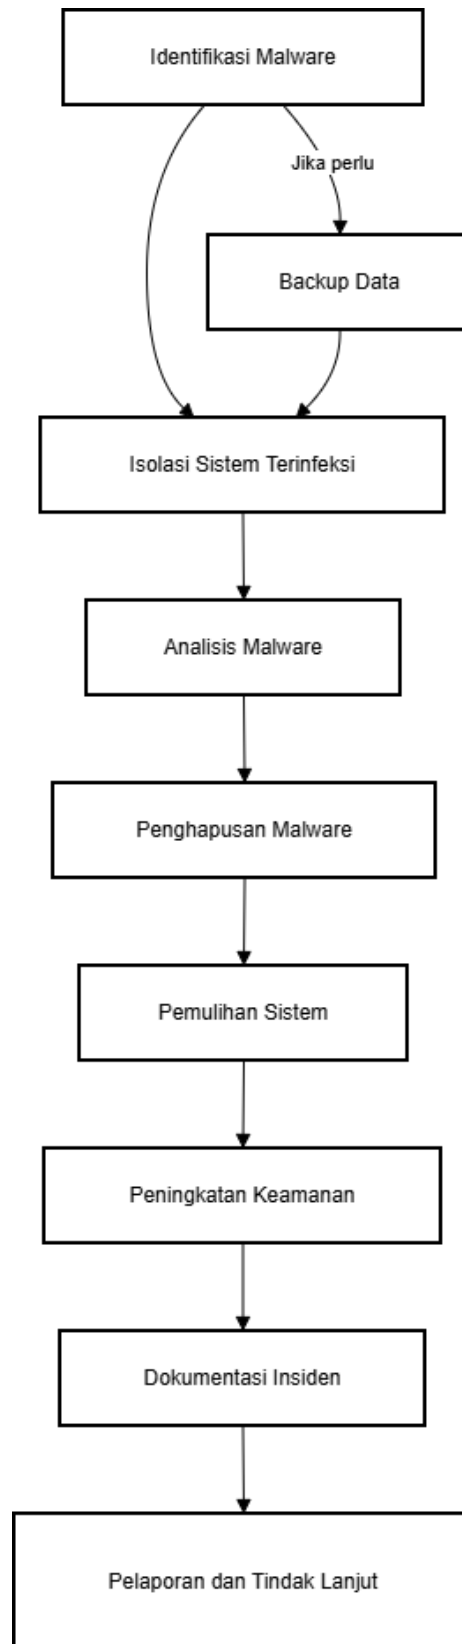 Identifikasi Malware
Jika perlu
Backup Data
Isolasi Sistem Terinfeksi
Analisis Malware
Penghapusan Malware
Pemulihan Sistem
Peningkatan Keamanan
Dokumentasi Insiden
Pelaporan dan Tindak Lanjut